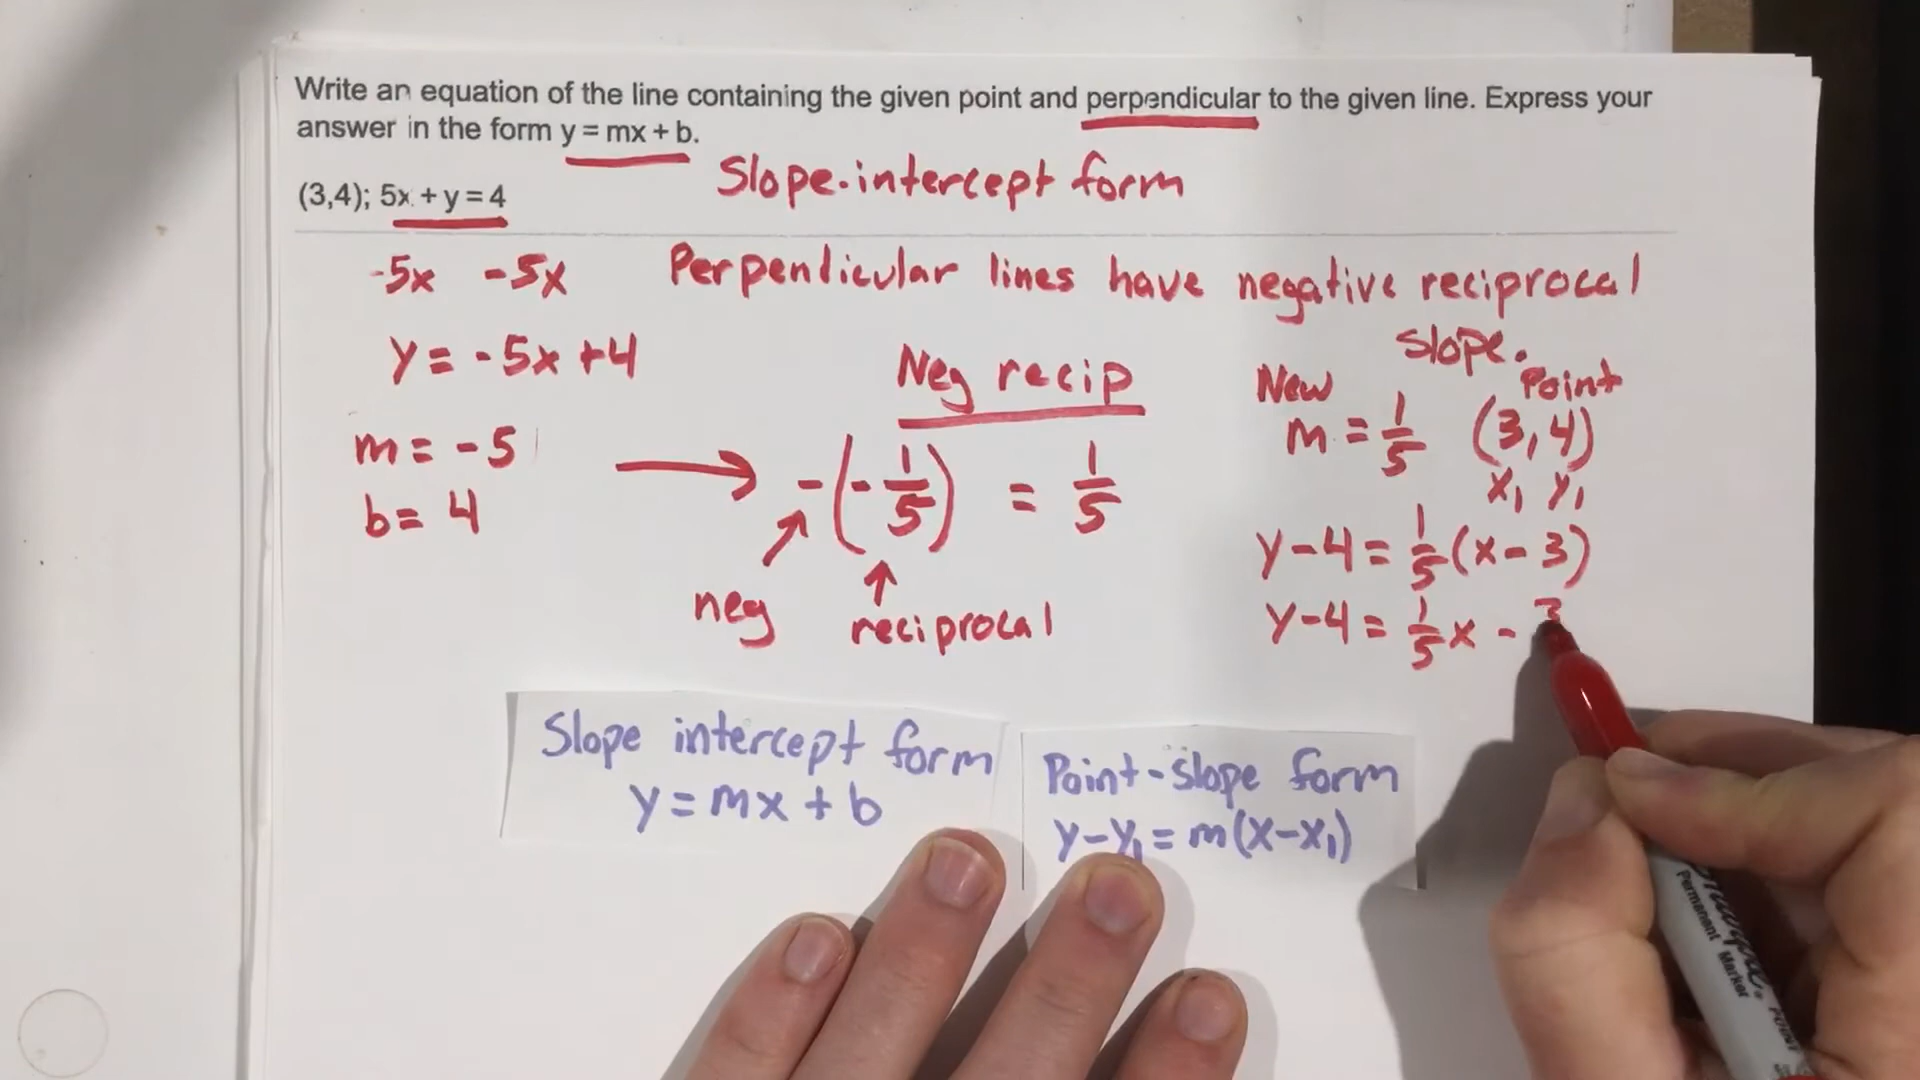 Write an equation of the line containing the given point and perpendicular to the given line. Express your
answer in the form y = mx + b.
Slope-intercept form
(3,4); 5x + y = 4
-5x -5x
Perpendicular lines have negative reciprocal
slope.
y = -5x +4
m = -5
b = 4
Neg recip
-(-1/5) = 1/5
neg
reciprocal
New
m = 1/5
Point
(3,4)
x₁ y₁
y-4 = 1/5(x-3)
y-4 = 1/5x - 3
Slope intercept form
y = mx + b
Point-slope form
y-y₁ = m(x-x₁)
Permanent Marker